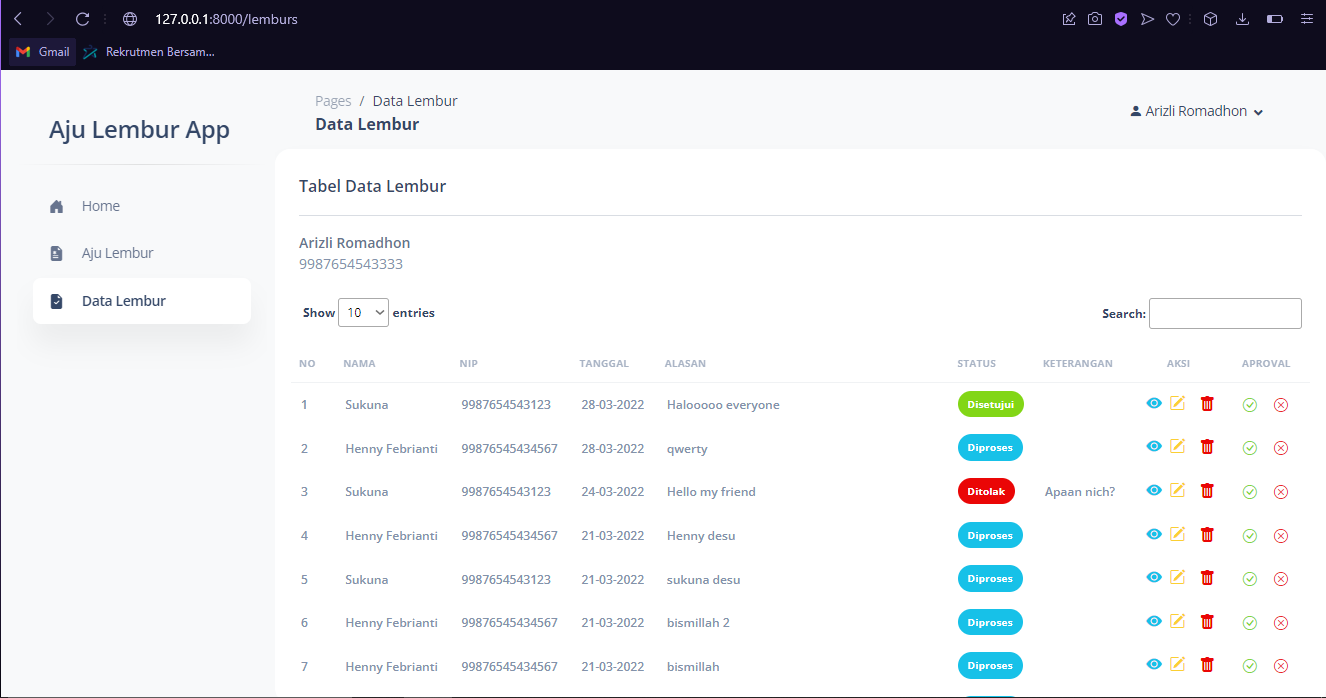 127.0.0.1:8000/lemburs
Gmail Rekrutmen Bersam...
Aju Lembur App
Home
Aju Lembur
Data Lembur
Pages / Data Lembur
Data Lembur
Arizli Romadhon
Tabel Data Lembur
Arizli Romadhon
9987654543333
Show 10 entries
Search:
NO NAMA NIP TANGGAL ALASAN STATUS KETERANGAN AKSI APROVAL
1 Sukuna 9987654543123 28-03-2022 Halooooo everyone Disetujui
2 Henny Febrianti 99876545434567 28-03-2022 qwerty Diproses
3 Sukuna 9987654543123 24-03-2022 Hello my friend Ditolak Apaan nich?
4 Henny Febrianti 99876545434567 21-03-2022 Henny desu Diproses
5 Sukuna 9987654543123 21-03-2022 sukuna desu Diproses
6 Henny Febrianti 99876545434567 21-03-2022 bismillah 2 Diproses
7 Henny Febrianti 99876545434567 21-03-2022 bismillah Diproses